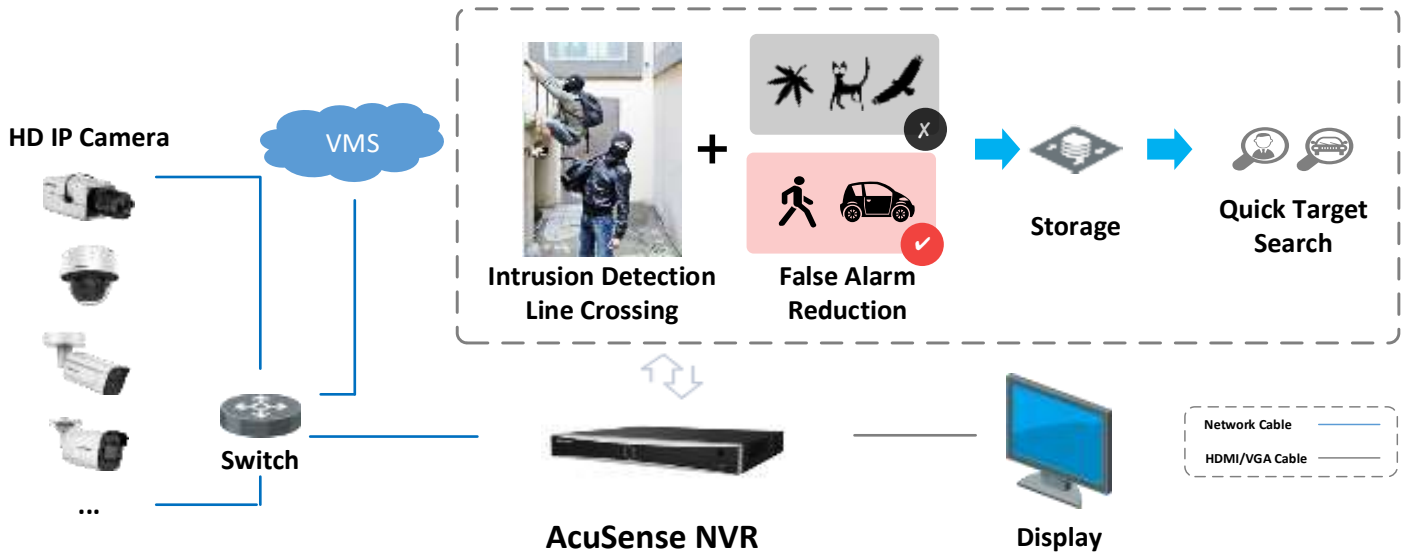 HD IP Camera
VMS
...
Switch
+
Intrusion Detection
Line Crossing
X
✔
False Alarm
Reduction
Storage
Quick Target
Search
AcuSense NVR
Display
Network Cable
HDMI/VGA Cable